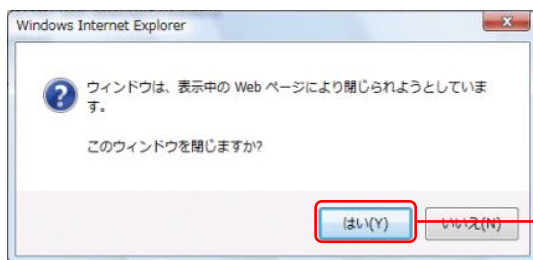 Windows Internet Explorer
ウィンドウは、表示中の Web ページにより閉じられようとしていま
す。
このウィンドウを閉じますか?
はい(Y)
いいえ(N)